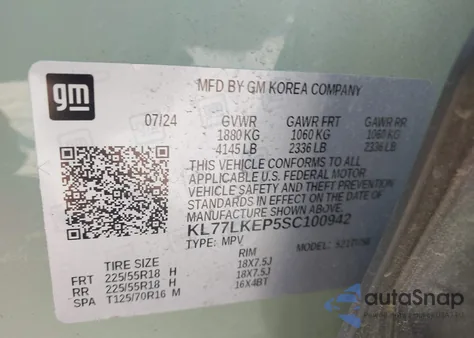 gm
MFD BY GM KOREA COMPANY
07/24 GVWR GAWR FRT GAWR RR
1880 KG 1060 KG 1060 KG
4145 LB 2336 LB 2336 LB
THIS VEHICLE CONFORMS TO ALL
APPLICABLE U.S. FEDERAL MOTOR
VEHICLE SAFETY AND THEFT PREVENTION
STANDARDS IN EFFECT ON THE DATE OF
MANUFACTURE SHOWN ABOVE.
KL77LKEP5SC100942
TYPE: MPV MODEL:
TIRE SIZE RIM
FRT 225/55R18 H 18X7.5J
RR 225/55R18 H 18X7.5J
SPA T125/70R16 M 16X4BT
autoSnap